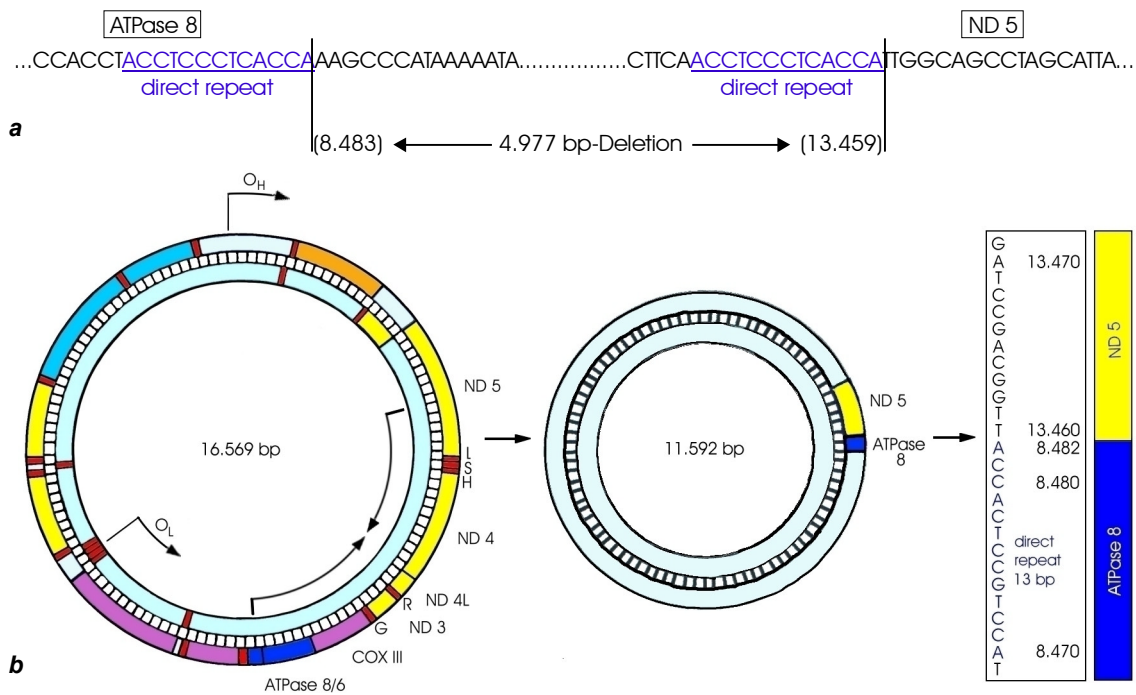 ATPase 8
ND 5
...CCACCTACCTCCCTCACCAAAGCCCATAAAAATA.................CTTCAACCTCCCTCACCATTGGCAGCCTAGCATTA...
direct repeat
direct repeat
a
(8.483)
4.977 bp-Deletion
(13.459)
OH
16.569 bp
OL
ND 5
L
S
H
ND 4
R
ND 4L
G
ND 3
COX III
ATPase 8/6
b
11.592 bp
ND 5
ATPase
8
G
A
T
C
C
G
A
C
G
G
T
T
A
C
C
A
C
T
C
C
G
T
C
C
A
T
13.470
13.460
8.482
8.480
direct
repeat
13 bp
8.470
ND 5
ATPase 8